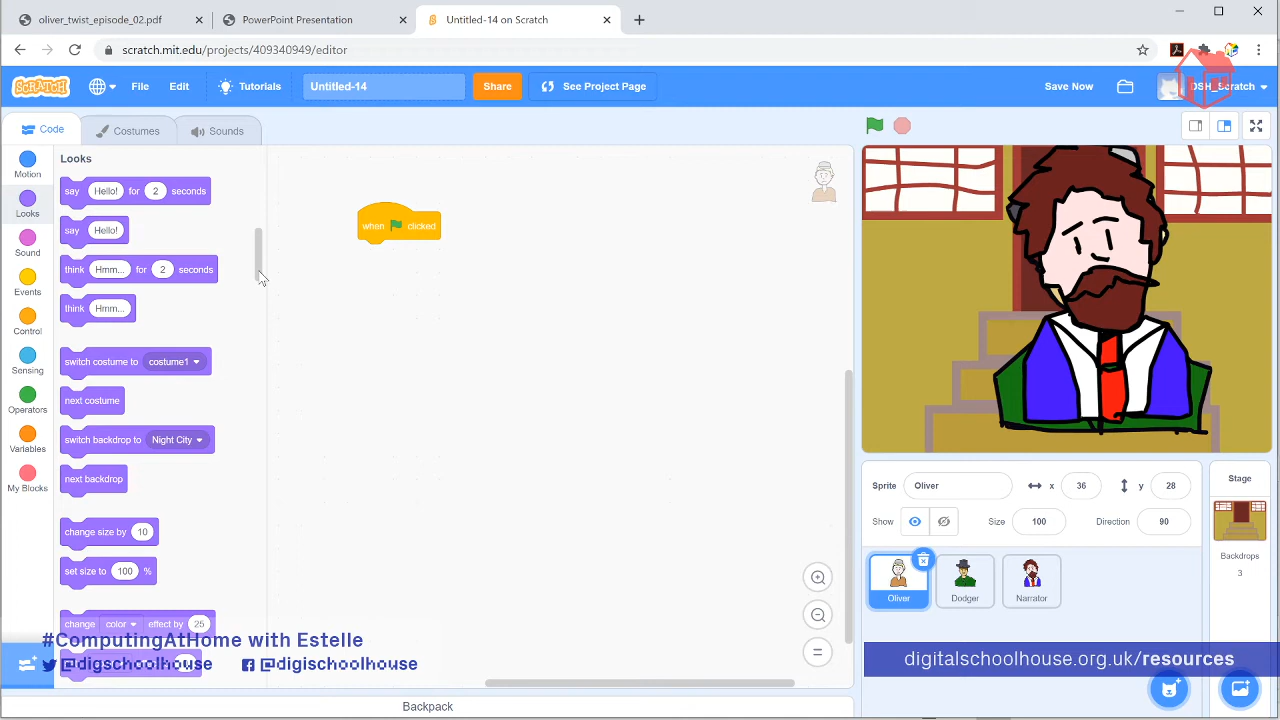 oliver_twist_episode_02.pdf
PowerPoint Presentation
Untitled-14 on Scratch
scratch.mit.edu/projects/409340949/editor
SCRATCH
File
Edit
Tutorials
Untitled-14
Share
See Project Page
Save Now
DSH_Scratch
Code
Costumes
Sounds
Motion
Looks
Sound
Events
Control
Sensing
Operators
Variables
My Blocks
Looks
say Hello! for 2 seconds
say Hello!
think Hmm... for 2 seconds
think Hmm...
switch costume to costume1
next costume
switch backdrop to Night City
next backdrop
change size by 10
set size to 100 %
change color effect by 25
when clicked
Sprite Oliver x 36 y 28
Show Size 100 Direction 90
Oliver
Dodger
Narrator
Stage
Backdrops
3
#ComputingAtHome with Estelle
@digschoolhouse @digischoolhouse
digitalschoolhouse.org.uk/resources
Backpack